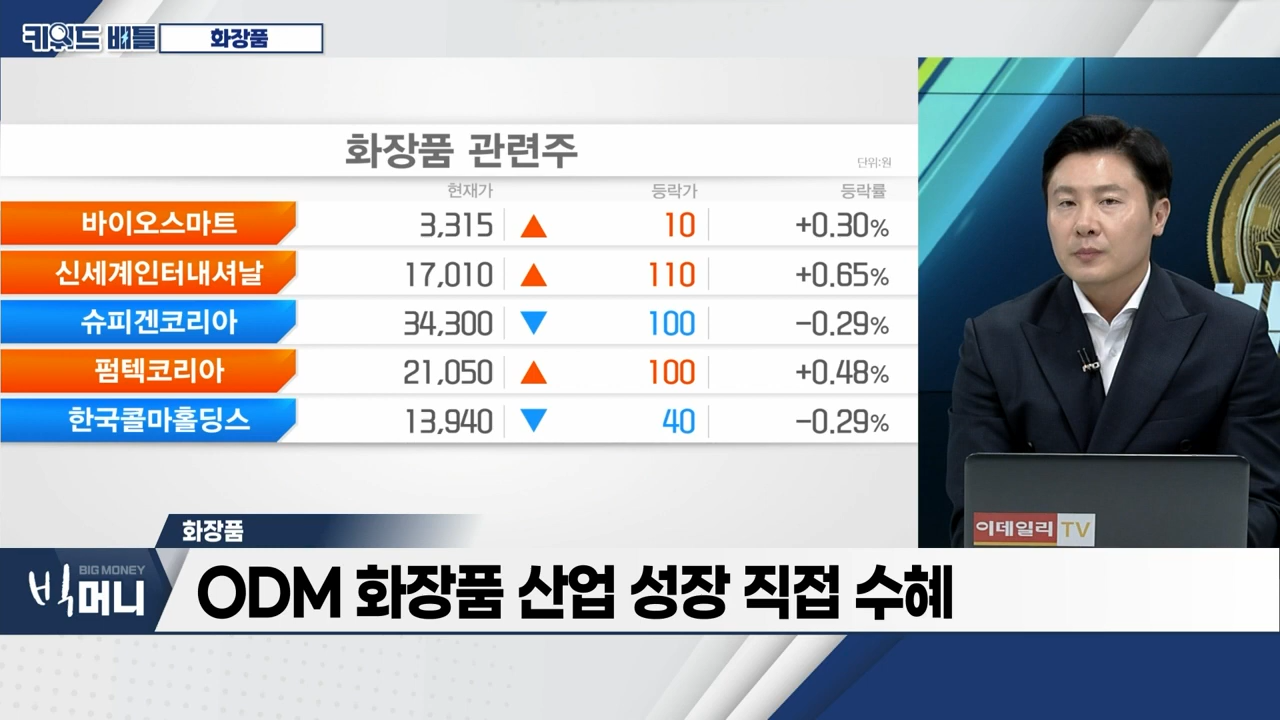 키워드 배틀 화장품
화장품 관련주
단위:원
현재가 등락가 등락률
바이오스마트 3,315 ▲ 10 +0.30%
신세계인터내셔날 17,010 ▲ 110 +0.65%
슈피겐코리아 34,300 ▼ 100 -0.29%
펌텍코리아 21,050 ▲ 100 +0.48%
한국콜마홀딩스 13,940 ▼ 40 -0.29%
이데일리TV
화장품
BIG MONEY
빅머니
ODM 화장품 산업 성장 직접 수혜